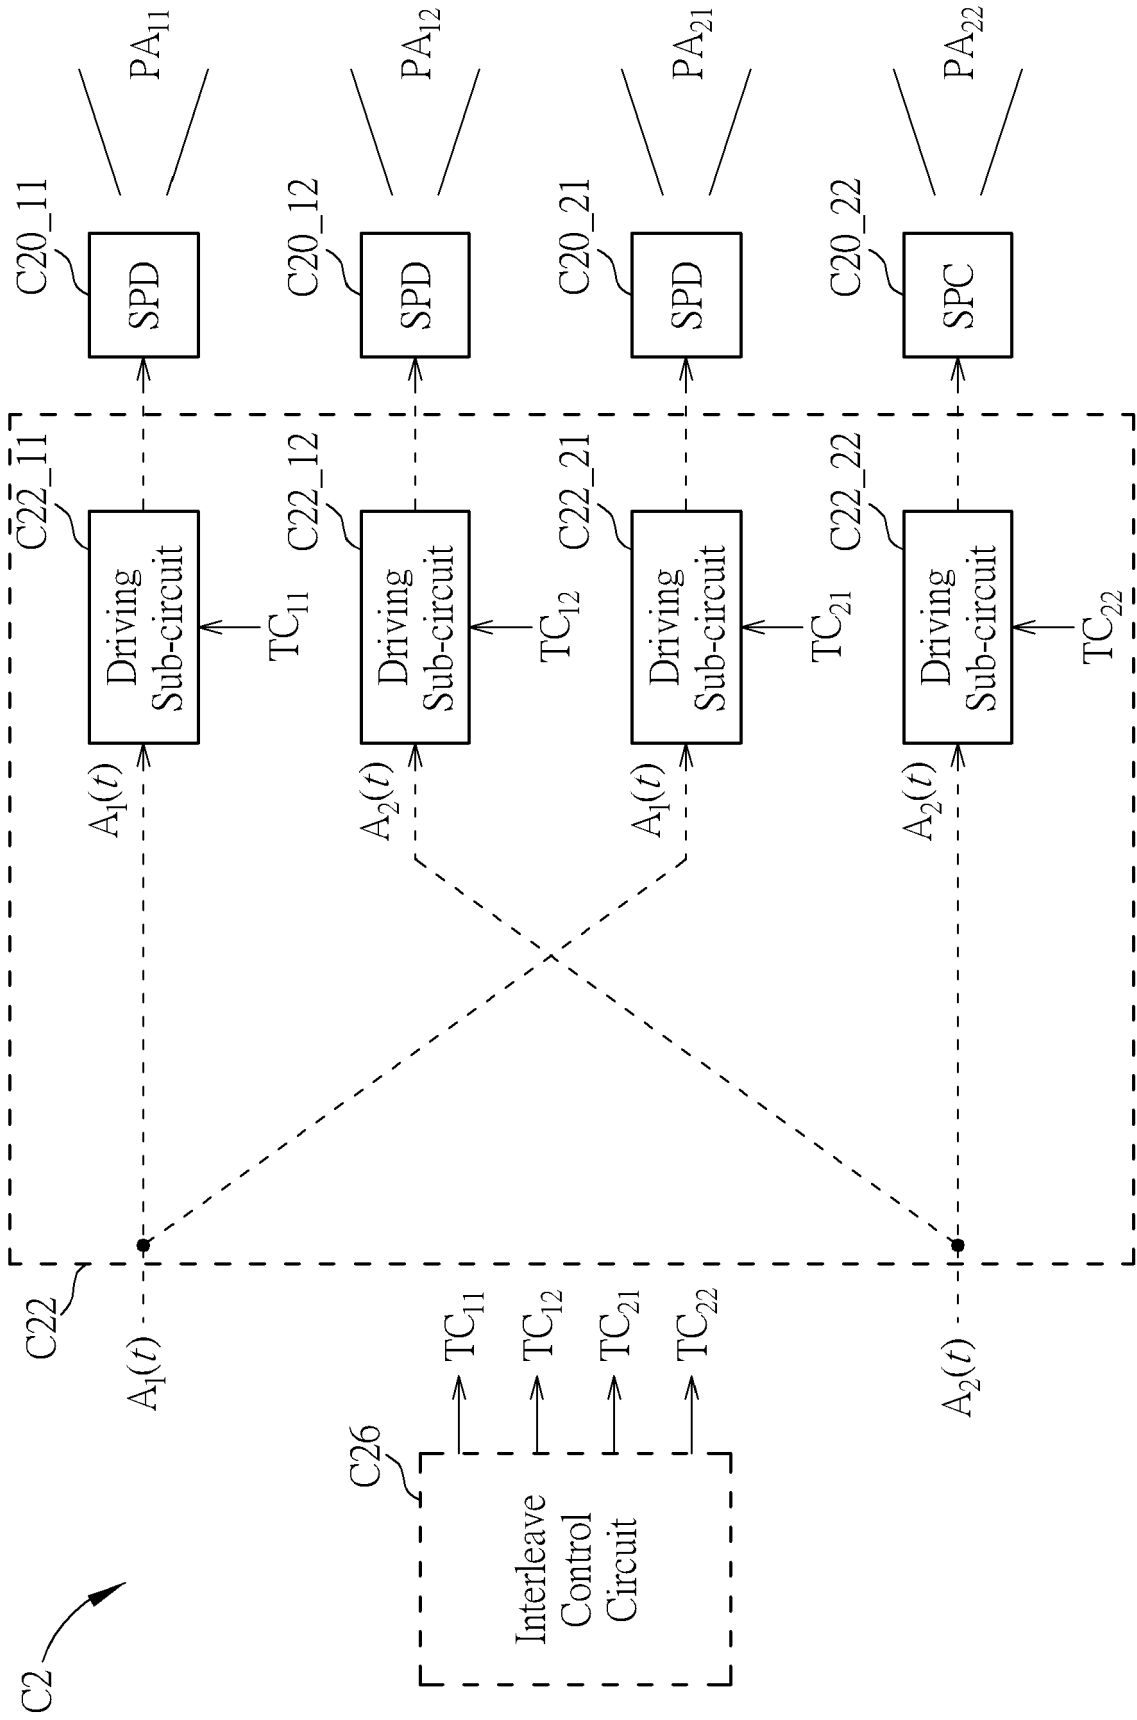 C2
C26
Interleave
Control
Circuit
TC11
TC12
TC21
TC22
C22
A1(t)
A2(t)
A1(t)
C22_11
Driving
Sub-circuit
TC11
C20_11
SPD
PA11
A2(t)
C22_12
Driving
Sub-circuit
TC12
C20_12
SPD
PA12
A1(t)
C22_21
Driving
Sub-circuit
TC21
C20_21
SPD
PA21
A2(t)
C22_22
Driving
Sub-circuit
TC22
C20_22
SPC
PA22